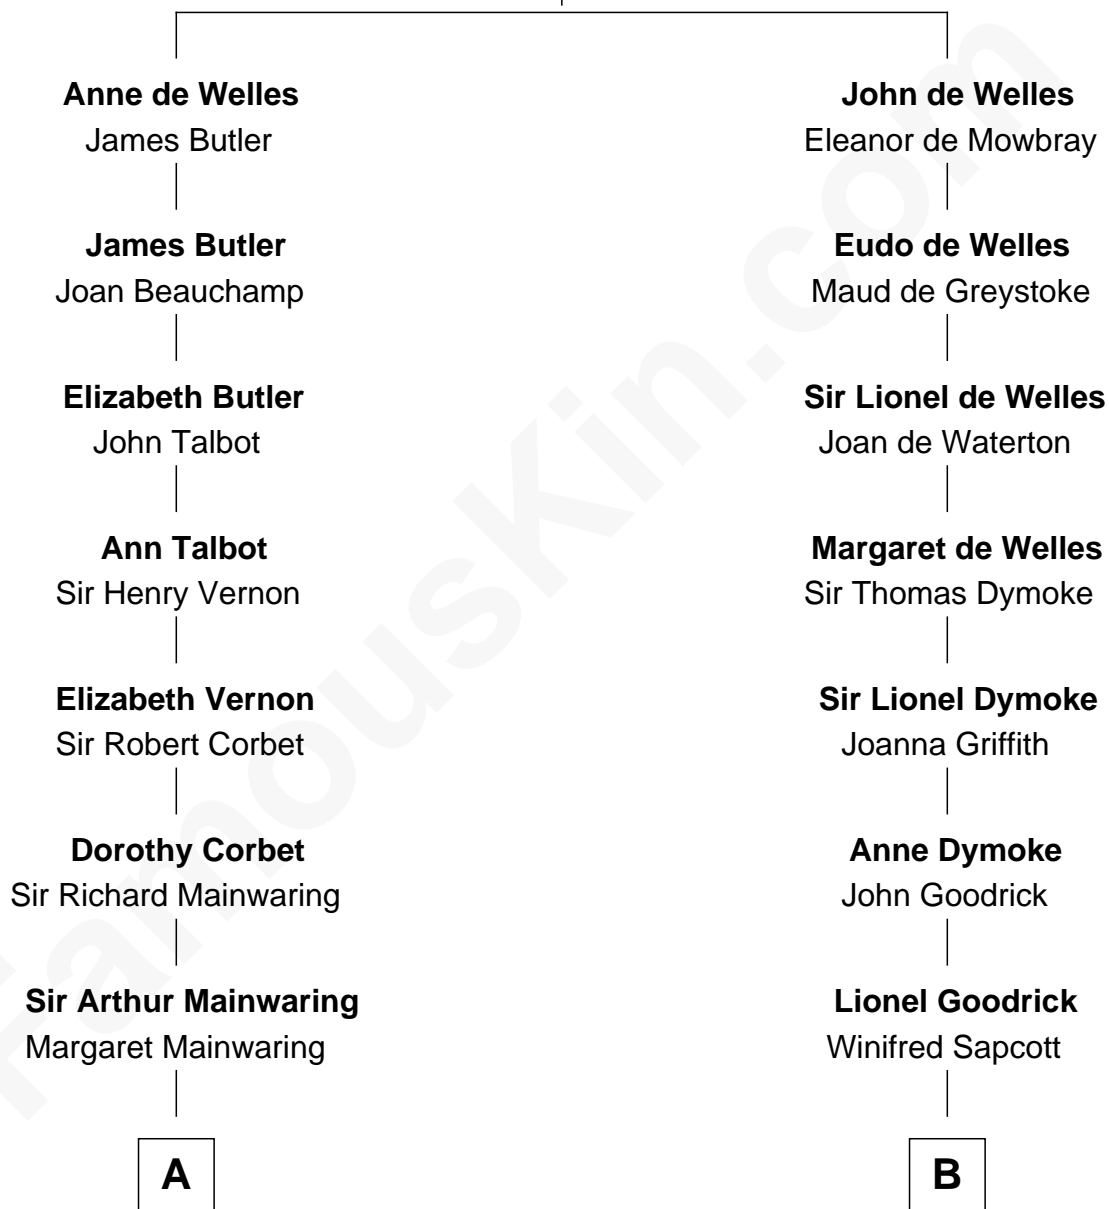 Anne de Welles
James Butler
James Butler
Joan Beauchamp
Elizabeth Butler
John Talbot
Ann Talbot
Sir Henry Vernon
Elizabeth Vernon
Sir Robert Corbet
Dorothy Corbet
Sir Richard Mainwaring
Sir Arthur Mainwaring
Margaret Mainwaring
A
John de Welles
Eleanor de Mowbray
Eudo de Welles
Maud de Greystoke
Sir Lionel de Welles
Joan de Waterton
Margaret de Welles
Sir Thomas Dymoke
Sir Lionel Dymoke
Joanna Griffith
Anne Dymoke
John Goodrick
Lionel Goodrick
Winifred Sapcott
B
FamousKin.com